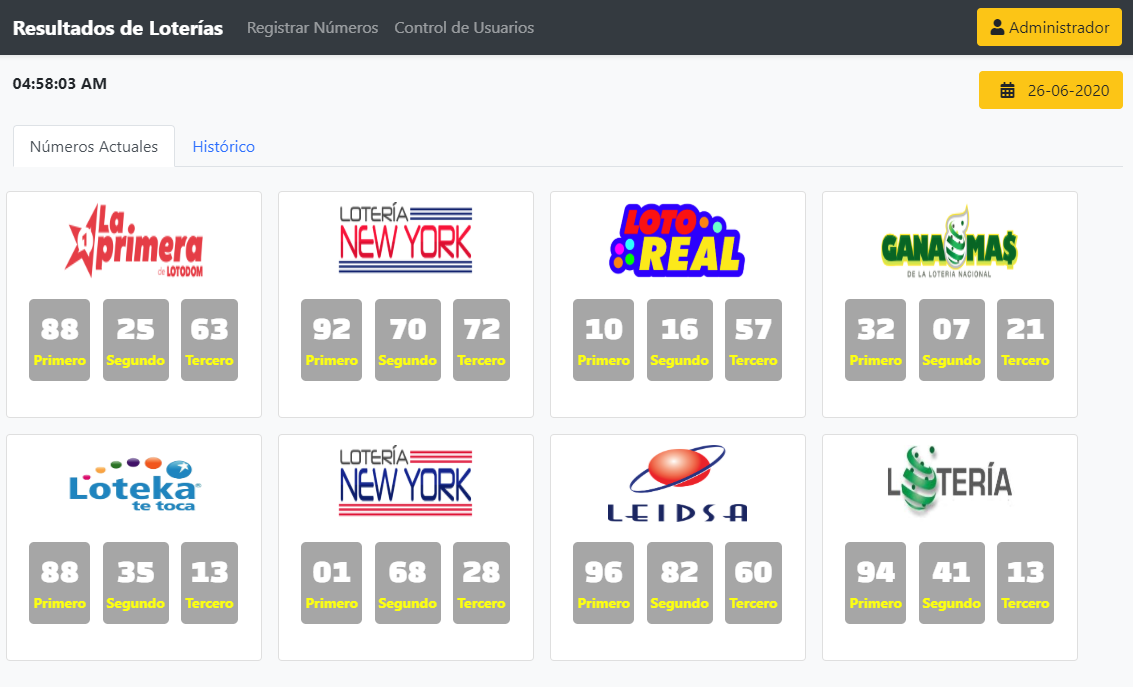 Resultados de Loterías Registrar Números Control de Usuarios Administrador
04:58:03 AM
26-06-2020
Números Actuales Histórico
La
1 primera
de LOTODOM
88 25 63
Primero Segundo Tercero
LOTERÍA
NEW YORK
92 70 72
Primero Segundo Tercero
LOTO
REAL
10 16 57
Primero Segundo Tercero
GANA MA$
DE LA LOTERIA NACIONAL
32 07 21
Primero Segundo Tercero
Loteka®
te toca
88 35 13
Primero Segundo Tercero
LOTERÍA
NEW YORK
01 68 28
Primero Segundo Tercero
LEIDSA
96 82 60
Primero Segundo Tercero
LOTERÍA
94 41 13
Primero Segundo Tercero